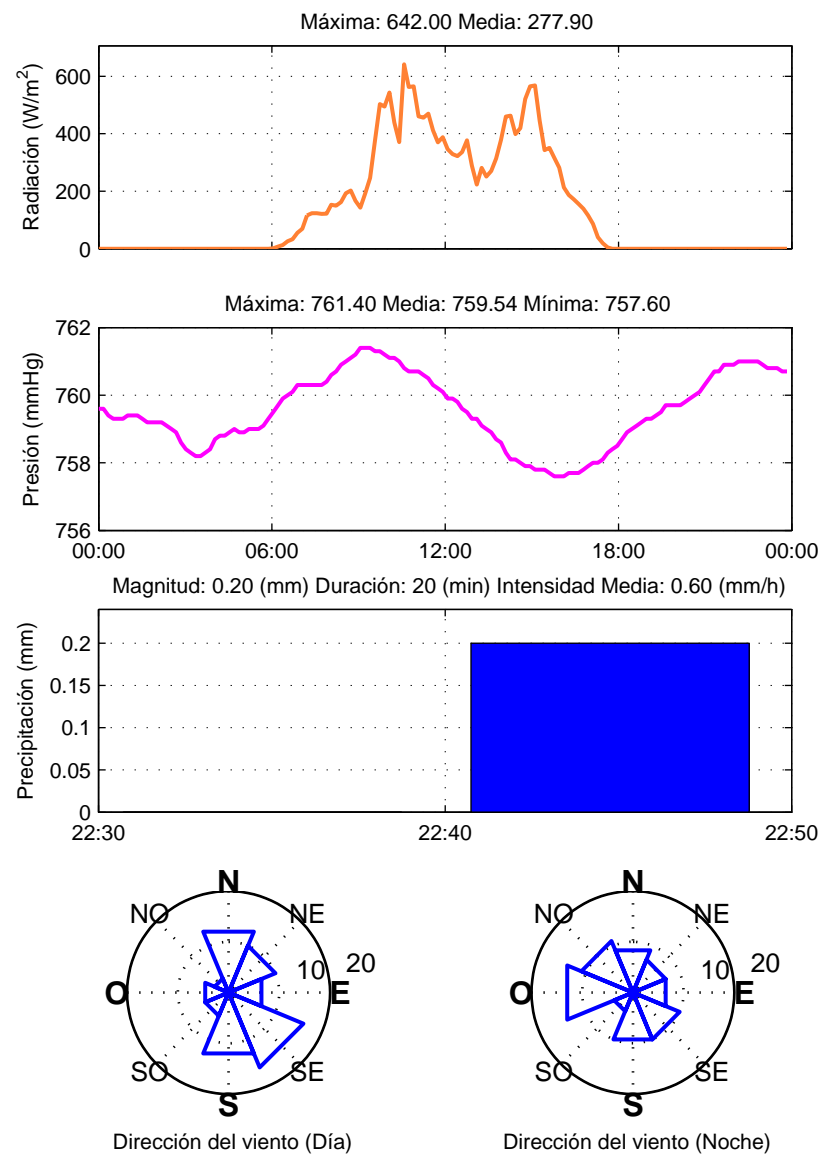 Máxima: 642.00 Media: 277.90
Radiación (W/m²)
600
400
200
0
Máxima: 761.40 Media: 759.54 Mínima: 757.60
Presión (mmHg)
762
760
758
756
00:00 06:00 12:00 18:00 00:00
Magnitud: 0.20 (mm) Duración: 20 (min) Intensidad Media: 0.60 (mm/h)
Precipitación (mm)
0.2
0.15
0.1
0.05
0
22:30 22:40 22:50
N
NO NE
10 20
O E
SO SE
S
Dirección del viento (Día)
N
NO NE
10 20
O E
SO SE
S
Dirección del viento (Noche)